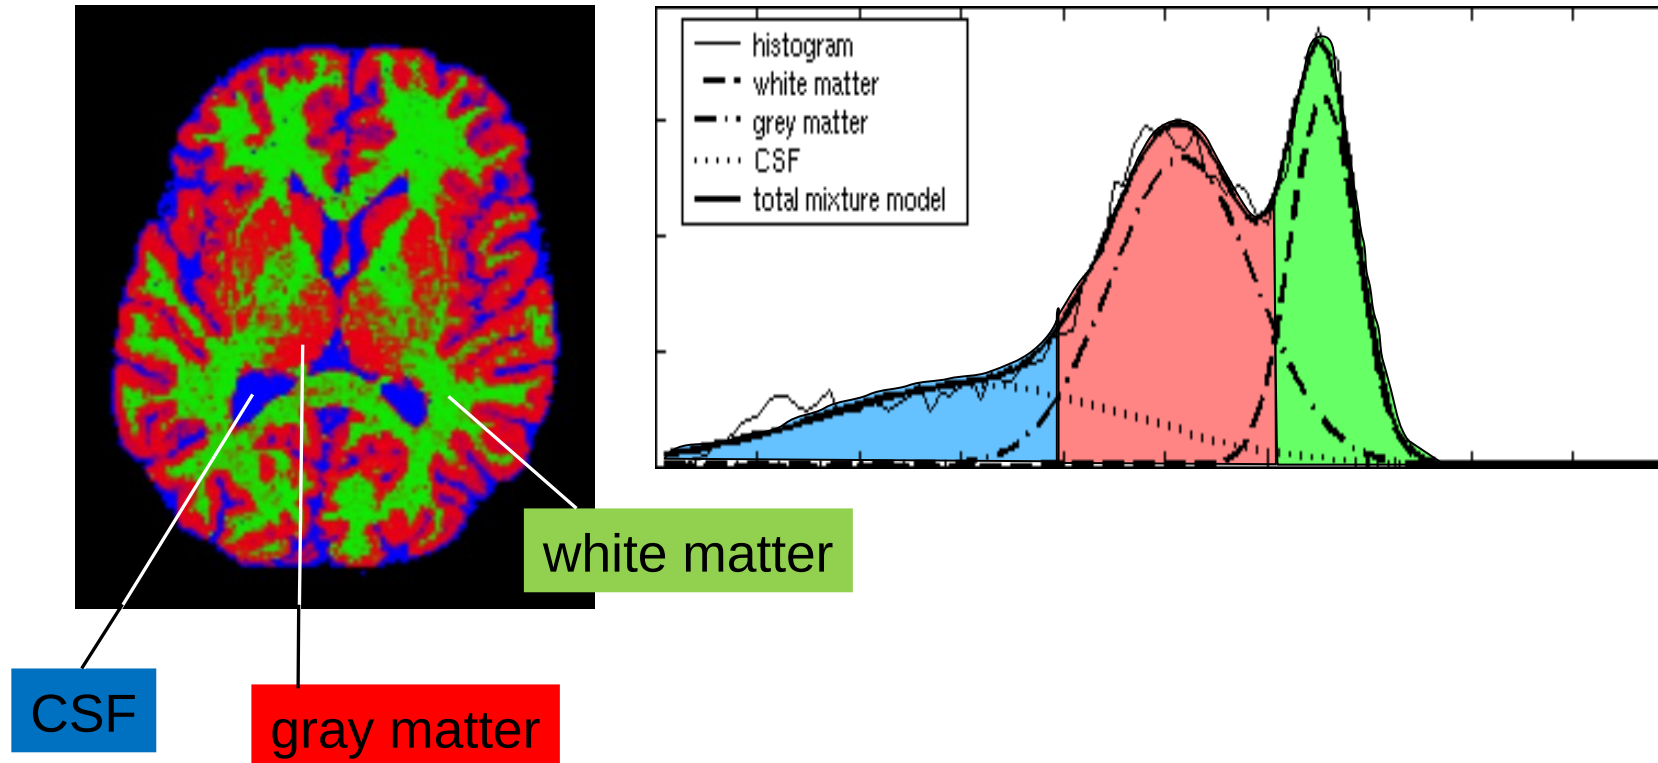 histogram
white matter
grey matter
CSF
total mixture model
white matter
CSF
gray matter